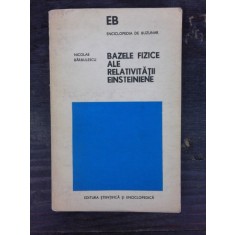 EB
ENCICLOPEDIA DE BUZUNAR
NICOLAE
BĂRBULESCU
BAZELE FIZICE
ALE
RELATIVITĂȚII
EINSTEINIENE
EDITURA ȘTIINȚIFICĂ ȘI ENCICLOPEDICĂ